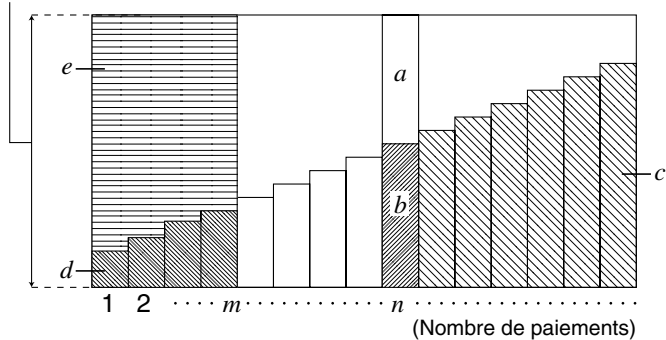 a
e
b
c
d
1 2 · · · · · m · · · · · · · · · · · · · n · · · · · · · · · · · · · · · · · ·
(Nombre de paiements)